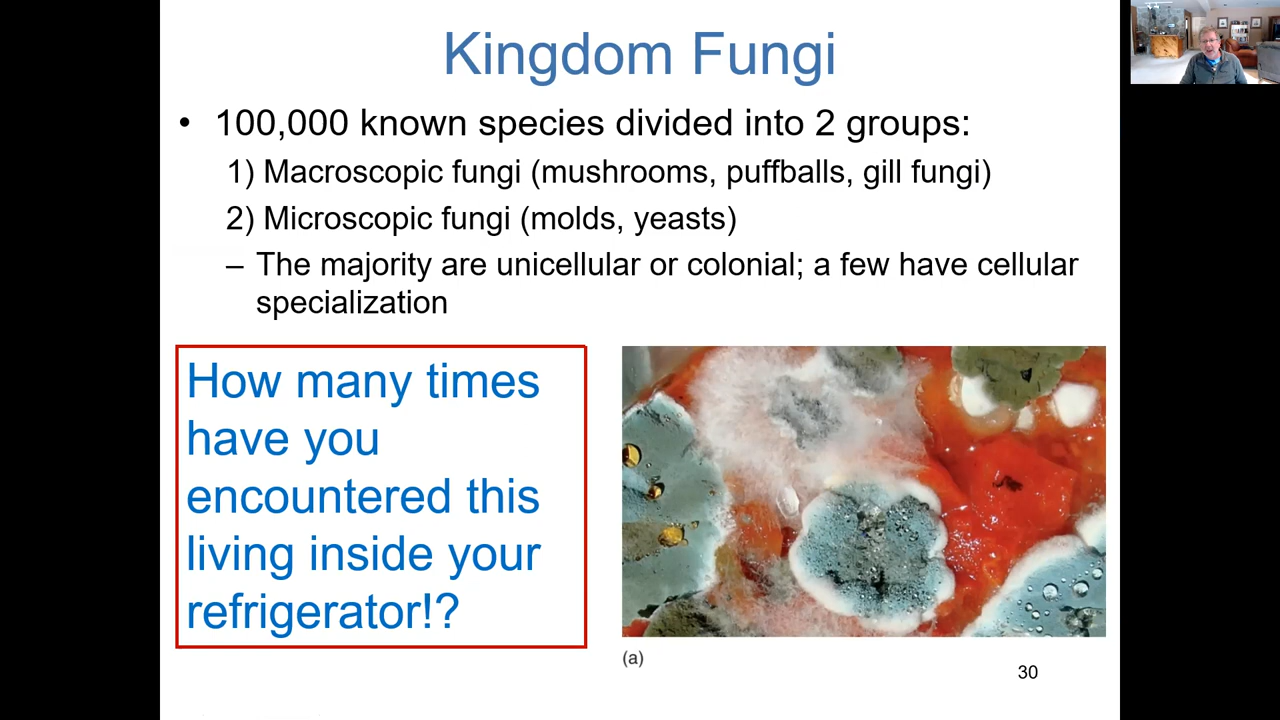 Kingdom Fungi
• 100,000 known species divided into 2 groups:
1) Macroscopic fungi (mushrooms, puffballs, gill fungi)
2) Microscopic fungi (molds, yeasts)
– The majority are unicellular or colonial; a few have cellular
specialization
How many times
have you
encountered this
living inside your
refrigerator!?
(a)
30